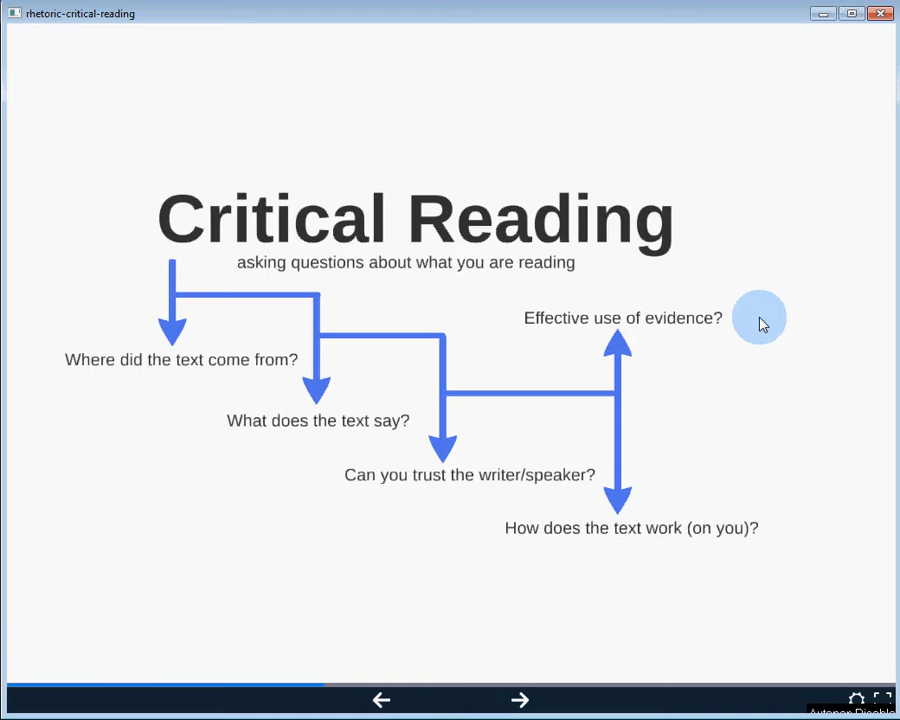 rhetoric-critical-reading
Critical Reading
asking questions about what you are reading
Effective use of evidence?
Where did the text come from?
What does the text say?
Can you trust the writer/speaker?
How does the text work (on you)?